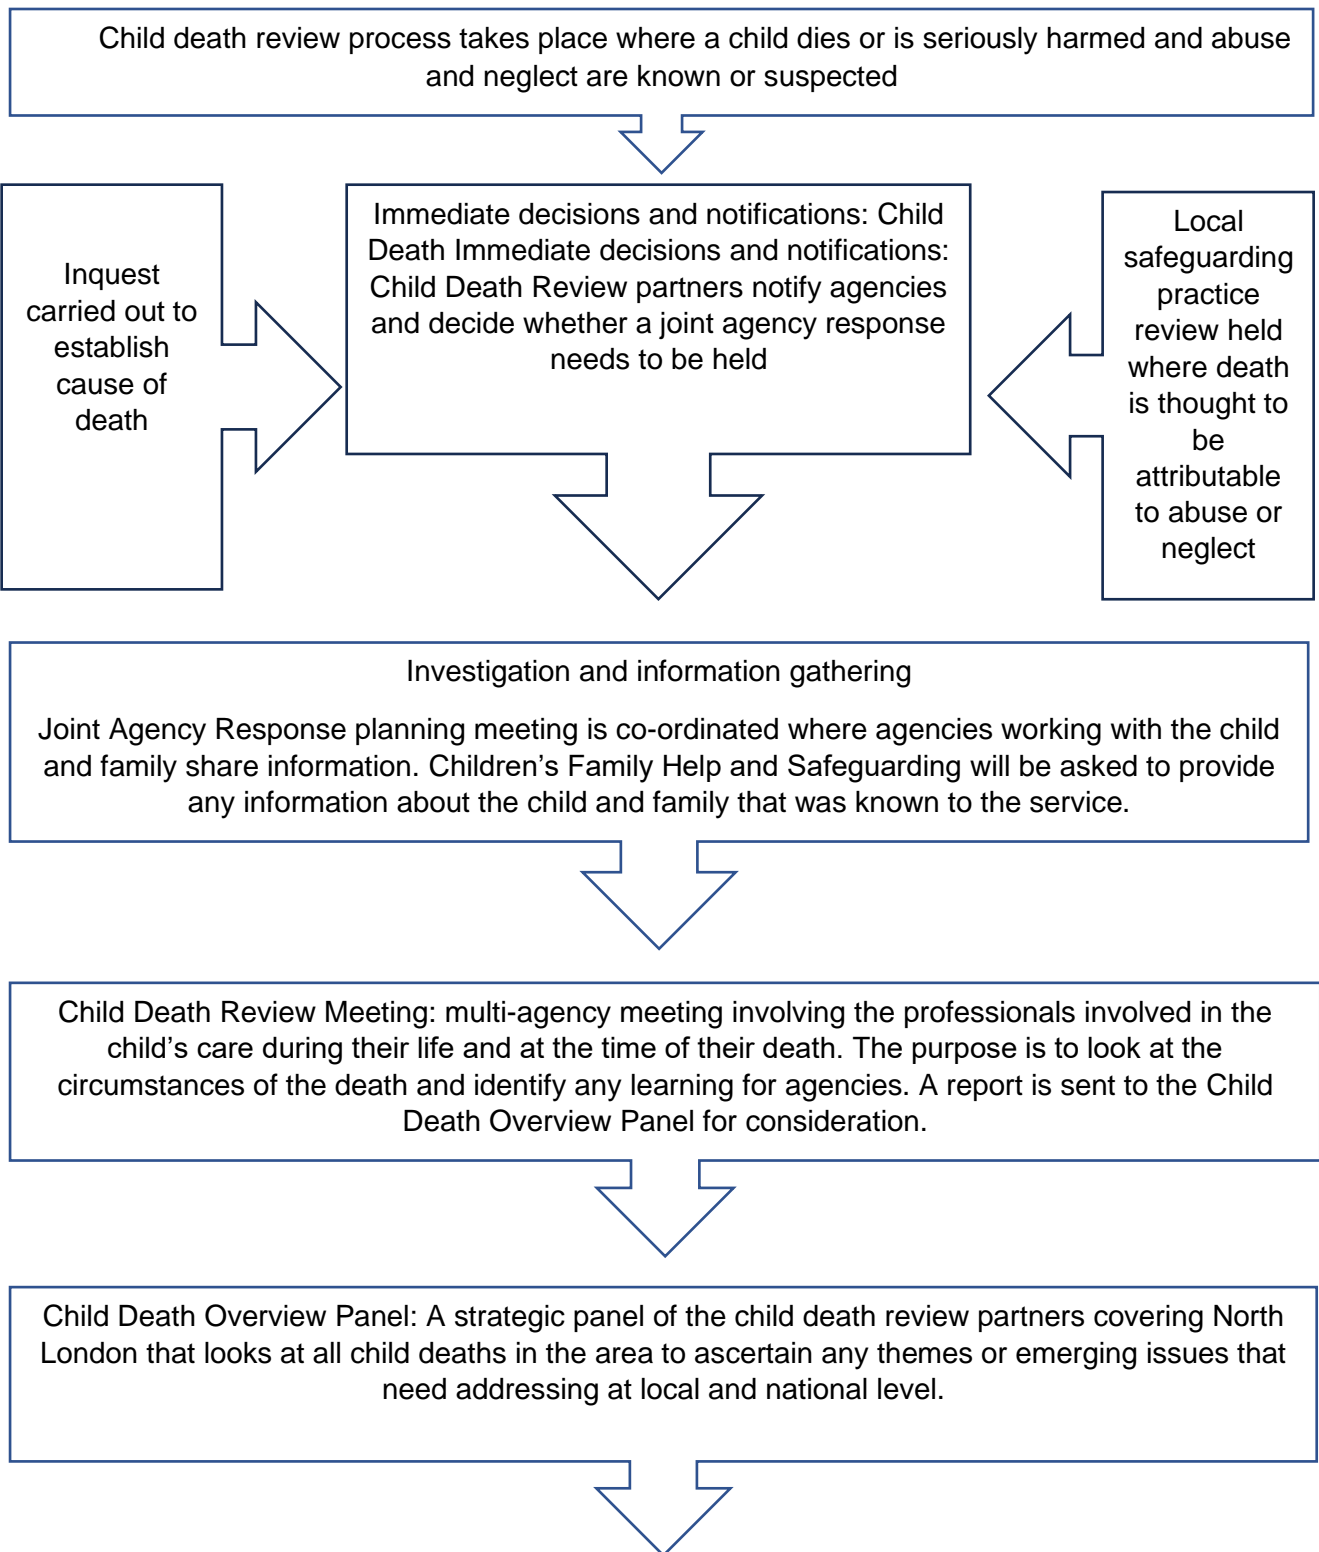 Child death review process takes place where a child dies or is seriously harmed and abuse
and neglect are known or suspected
Inquest
carried out to
establish
cause of
death
Immediate decisions and notifications: Child
Death Immediate decisions and notifications:
Child Death Review partners notify agencies
and decide whether a joint agency response
needs to be held
Local
safeguarding
practice
review held
where death
is thought to
be
attributable
to abuse or
neglect
Investigation and information gathering
Joint Agency Response planning meeting is co-ordinated where agencies working with the child
and family share information. Children’s Family Help and Safeguarding will be asked to provide
any information about the child and family that was known to the service.
Child Death Review Meeting: multi-agency meeting involving the professionals involved in the
child’s care during their life and at the time of their death. The purpose is to look at the
circumstances of the death and identify any learning for agencies. A report is sent to the Child
Death Overview Panel for consideration.
Child Death Overview Panel: A strategic panel of the child death review partners covering North
London that looks at all child deaths in the area to ascertain any themes or emerging issues that
need addressing at local and national level.